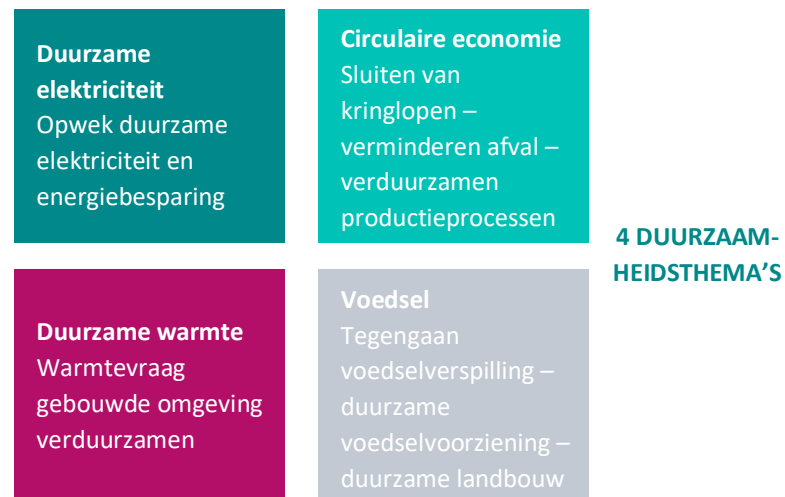 Duurzame
elektriciteit
Opwek duurzame
elektriciteit en
energiebesparing
Circulaire economie
Sluiten van
kringlopen –
verminderen afval –
verduurzamen
productieprocessen
4 DUURZAAM-
HEIDSTHEMA’S
Duurzame warmte
Warmtevraag
gebouwde omgeving
verduurzamen
Voedsel
Tegengaan
voedselverspilling –
duurzame
voedselvoorziening –
duurzame landbouw